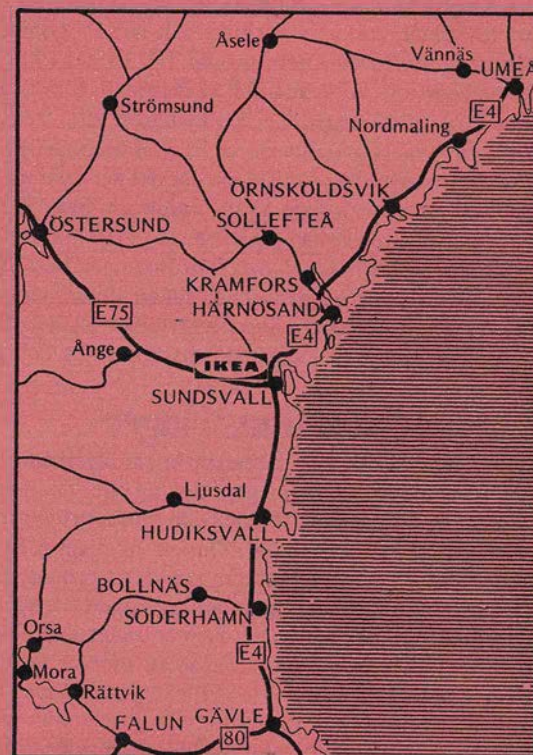 Åsele
Vännäs
UMEÅ
Strömsund
E4
Nordmaling
ÖRNSKÖLDSVIK
ÖSTERSUND
SOLLEFTEÅ
KRAMFORS
HÄRNÖSAND
E75
E4
Ånge
IKEA
SUNDSVALL
Ljusdal
HUDIKSVALL
BOLLNÄS
SÖDERHAMN
Orsa
E4
Mora
Rättvik
GÄVLE
FALUN
80